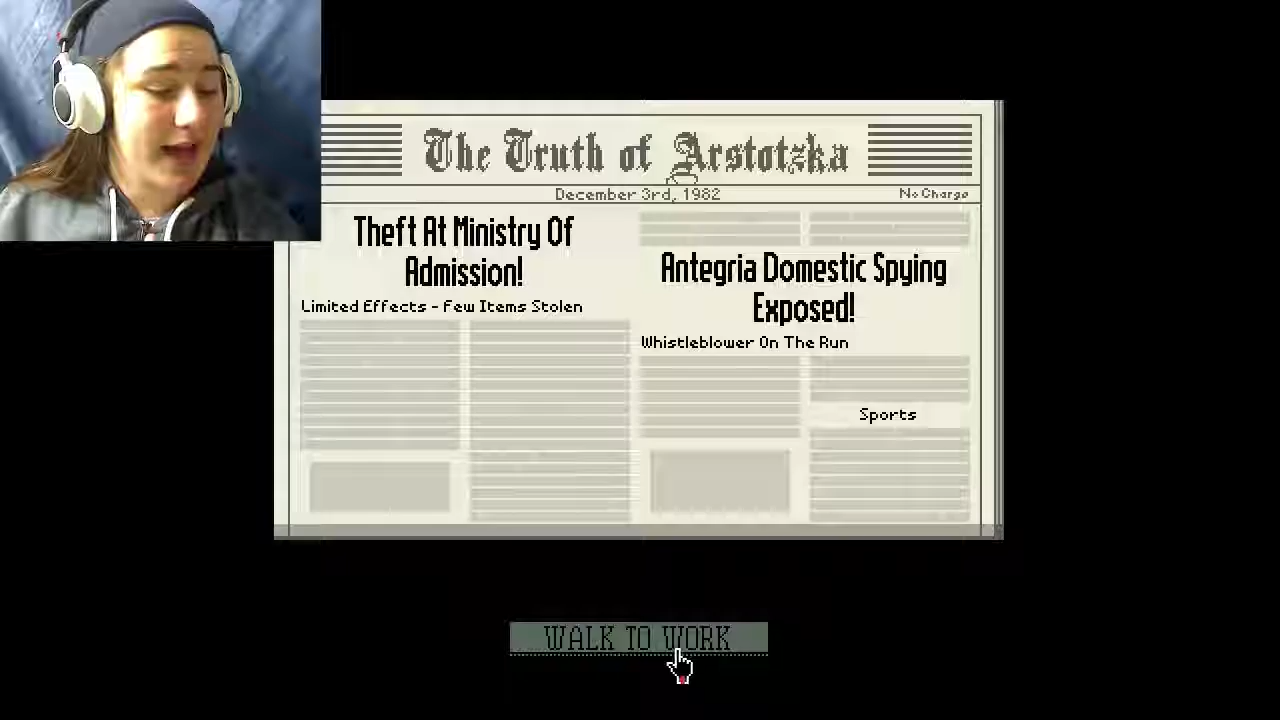 The Truth of Arstotzka
December 3rd, 1982
No Charge
Theft At Ministry Of
Admission!
Limited Effects - Few Items Stolen
Antegria Domestic Spying
Exposed!
Whistleblower On The Run
Sports
WALK TO WORK